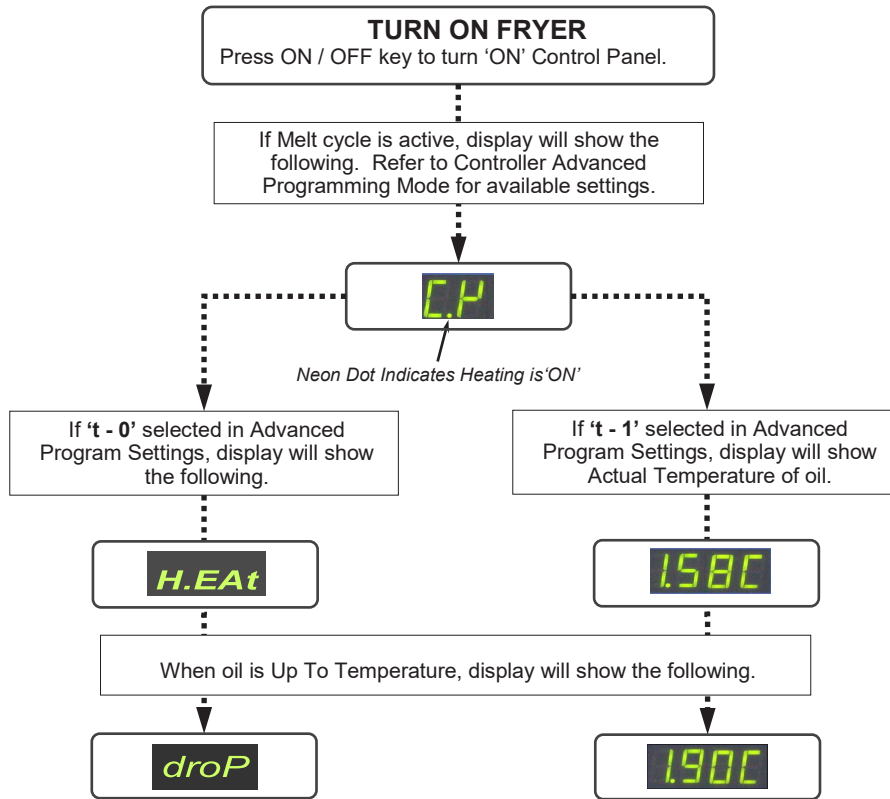 TURN ON FRYER
Press ON / OFF key to turn ‘ON’ Control Panel.
If Melt cycle is active, display will show the
following. Refer to Controller Advanced
Programming Mode for available settings.
C.Y
Neon Dot Indicates Heating is‘ON’
If ‘t - 0’ selected in Advanced
Program Settings, display will show
the following.
If ‘t - 1’ selected in Advanced
Program Settings, display will show
Actual Temperature of oil.
H.EAt
1.58C
When oil is Up To Temperature, display will show the following.
droP
1.90C